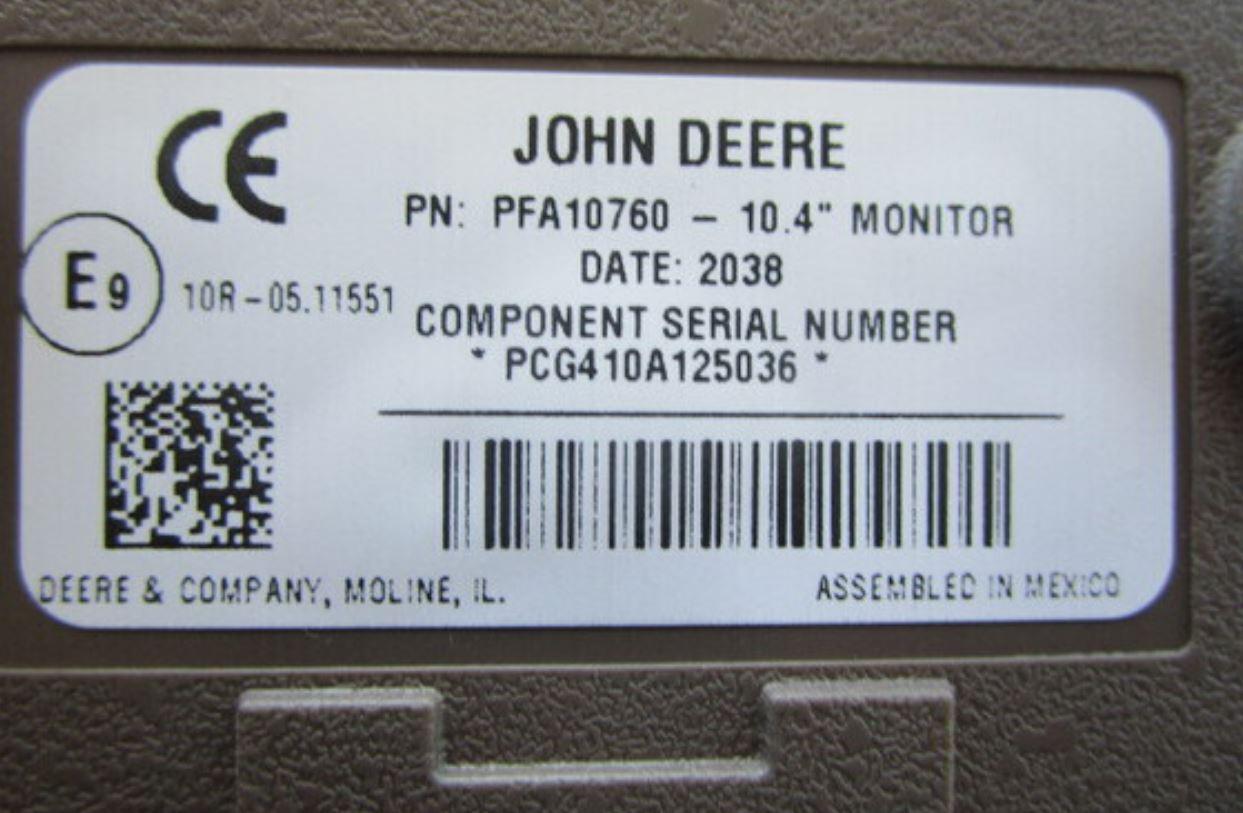 CE
JOHN DEERE
PN: PFA10760 – 10.4" MONITOR
DATE: 2038
E9 10R-05.11551
COMPONENT SERIAL NUMBER
* PCG410A125036 *
DEERE & COMPANY, MOLINE, IL.
ASSEMBLED IN MEXICO